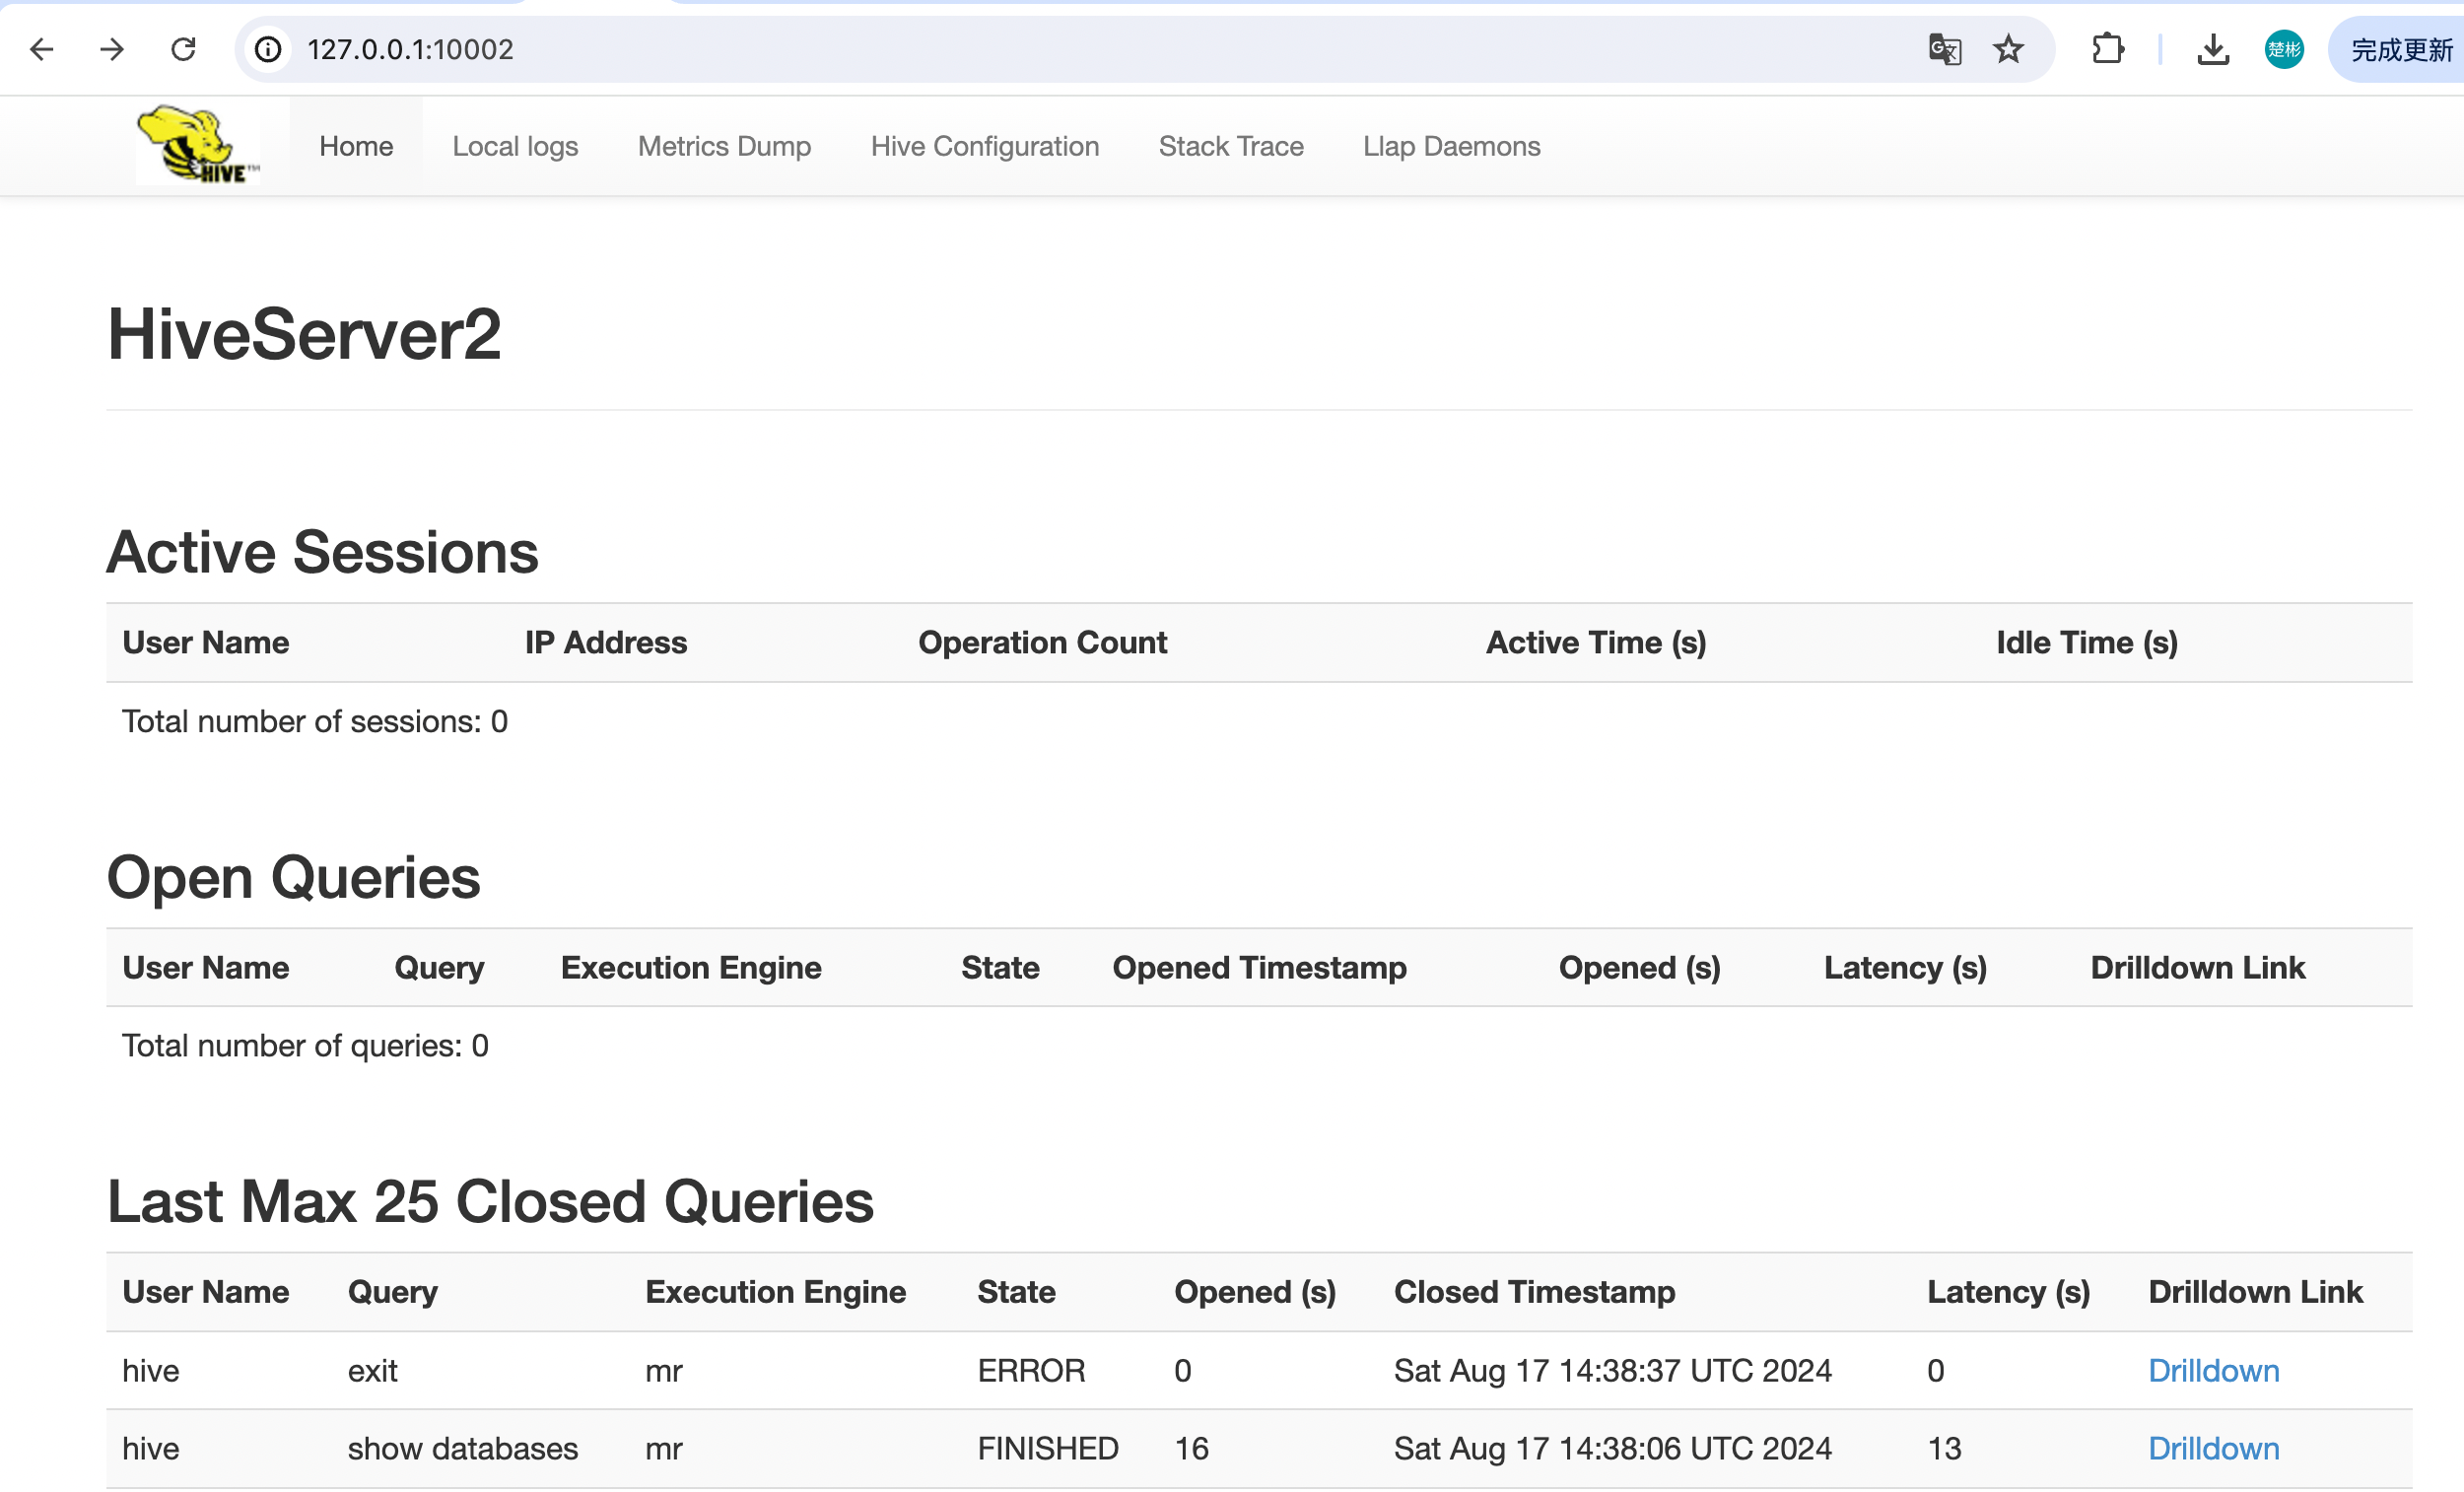 127.0.0.1:10002
楚彬
完成更新
HIVE™
Home Local logs Metrics Dump Hive Configuration Stack Trace Llap Daemons
HiveServer2
Active Sessions
User Name IP Address Operation Count Active Time (s) Idle Time (s)
Total number of sessions: 0
Open Queries
User Name Query Execution Engine State Opened Timestamp Opened (s) Latency (s) Drilldown Link
Total number of queries: 0
Last Max 25 Closed Queries
User Name Query Execution Engine State Opened (s) Closed Timestamp Latency (s) Drilldown Link
hive exit mr ERROR 0 Sat Aug 17 14:38:37 UTC 2024 0 Drilldown
hive show databases mr FINISHED 16 Sat Aug 17 14:38:06 UTC 2024 13 Drilldown